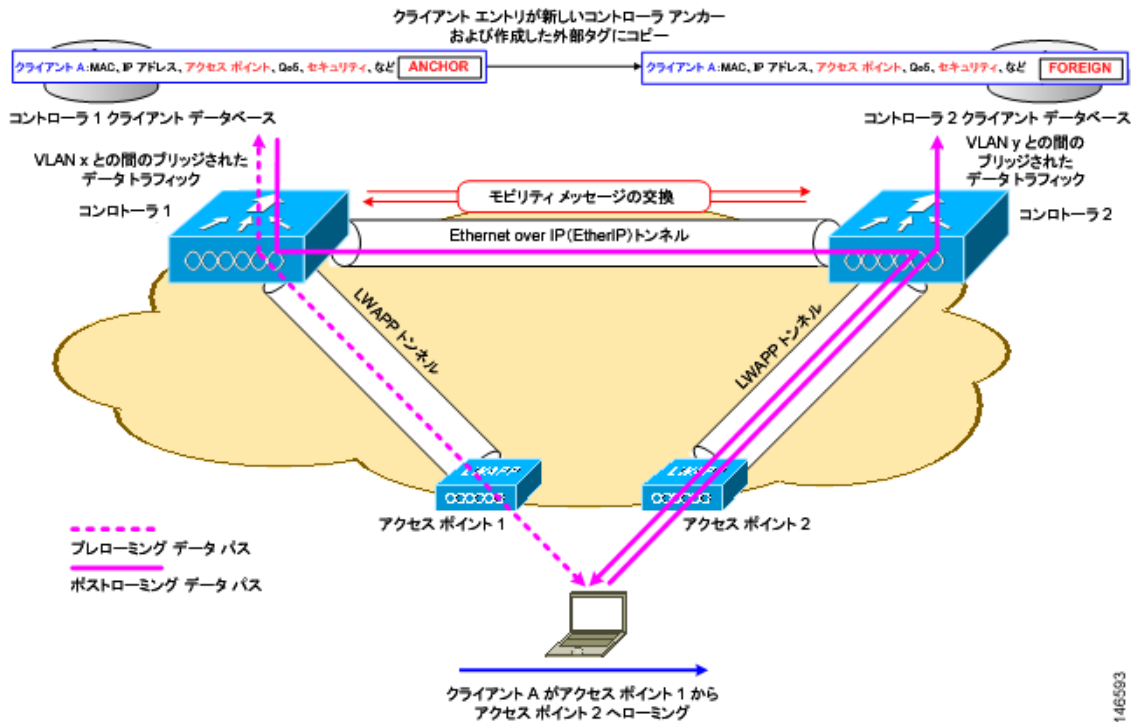 クライアント エントリが新しいコントローラ アンカー
および作成した外部タグにコピー
クライアント A:MAC、IP アドレス、アクセス ポイント、QoS、セキュリティ、など ANCHOR
クライアント A:MAC、IP アドレス、アクセス ポイント、QoS、セキュリティ、など FOREIGN
コントローラ 1 クライアント データベース
コントローラ 2 クライアント データベース
VLAN x との間のブリッジされた
データトラフィック
VLAN y との間の
ブリッジされた
データトラフィック
コンロトーラ 1
モビリティ メッセージの交換
コンロトーラ 2
Ethernet over IP(EtherIP)トンネル
LWAPP トンネル
LWAPP トンネル
LWAPP
LWAPP
アクセス ポイント 1
アクセス ポイント 2
プレローミング データ パス
ポストローミング データ パス
クライアント A がアクセス ポイント 1 から
アクセス ポイント 2 へローミング
146593